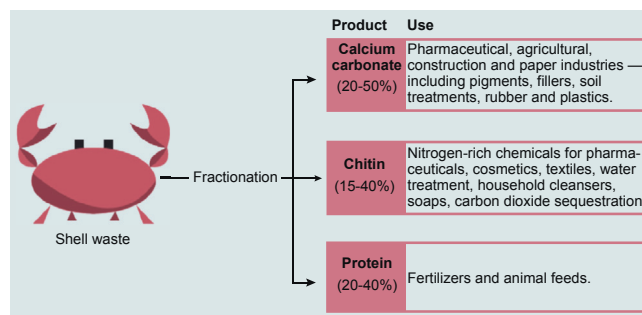 Product Use
Calcium carbonate
(20-50%)
Pharmaceutical, agricultural,
construction and paper industries —
including pigments, fillers, soil
treatments, rubber and plastics.
Shell waste
Fractionation
Chitin
(15-40%)
Nitrogen-rich chemicals for pharma-
ceuticals, cosmetics, textiles, water
treatment, household cleansers,
soaps, carbon dioxide sequestration
Protein
(20-40%)
Fertilizers and animal feeds.